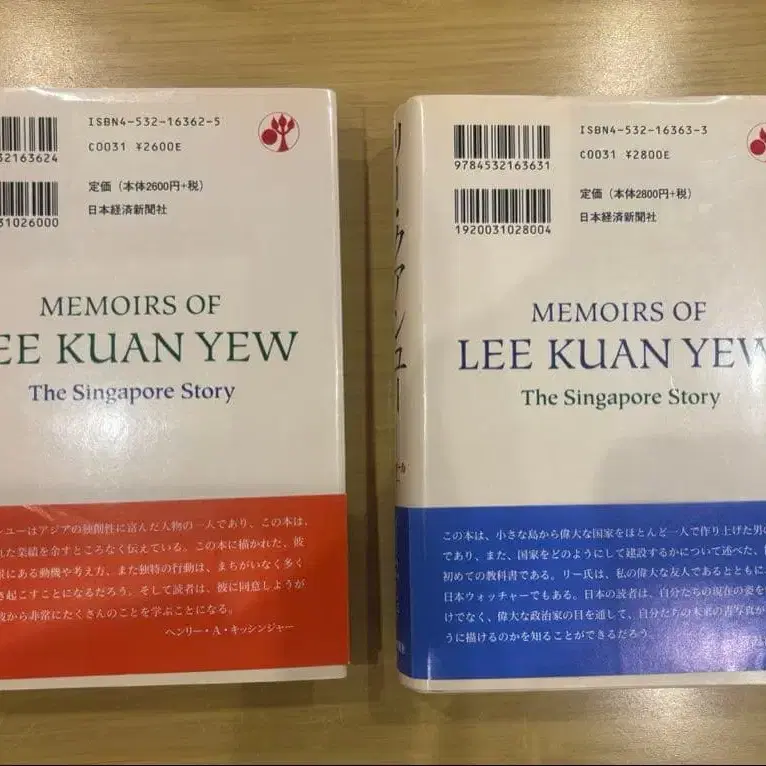 ISBN4-532-16362-5
C0031 ¥2600E
32163624
31026000
定価（本体2600円+税）
日本経済新聞社
MEMOIRS OF
EE KUAN YEW
The Singapore Story
ンユーはアジアの独創性に富んだ人物の一人であり、この本は、
れた業績を余すところなく伝えている。この本に描かれた、彼
景にある動機や考え方、また独特の行動は、まちがいなく多く
き起こすことになるだろう。そして読者は、彼に同意しようが
彼から非常にたくさんのことを学ぶことになる。
ヘンリー・A・キッシンジャー
リー・クアンユー
ISBN4-532-16363-3
C0031 ¥2800E
9784532163631
1920031028004
定価（本体2800円+税）
日本経済新聞社
MEMOIRS OF
LEE KUAN YEW
The Singapore Story
この本は、小さな島から偉大な国家をほとんど一人で作り上げた男の
であり、また、国家をどのようにして建設するかについて述べた、
初めての教科書である。リー氏は、私の偉大な友人であるとともに
日本ウォッチャーでもある。日本の読者は、自分たちの現在の姿を
けでなく、偉大な政治家の目を通して、自分たちの未来の青写真が
うに描けるのかを知ることができるだろう。